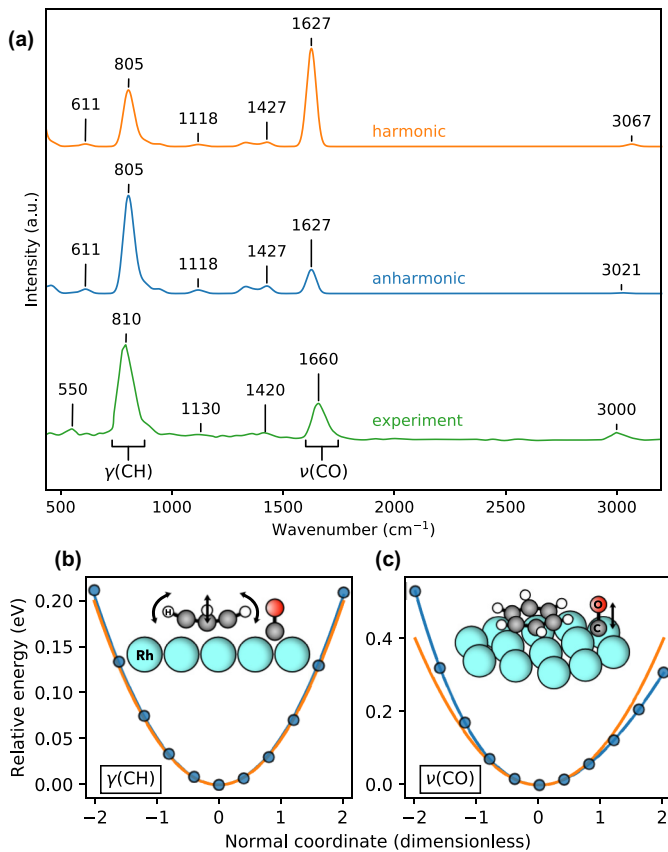 (a)
1627
805
611
1118
1427
3067
harmonic
805
1627
611
1118
1427
3021
anharmonic
810
1660
550
1130
1420
3000
experiment
γ(CH)
ν(CO)
Intensity (a.u.)
500 1000 1500 2000 2500 3000
Wavenumber (cm⁻¹)
(b)
(c)
0.20
0.15
0.10
0.05
0.00
Relative energy (eV)
H
Rh
γ(CH)
−2 −1 0 1 2
0.4
0.2
0.0
O
C
ν(CO)
−2 −1 0 1 2
Normal coordinate (dimensionless)